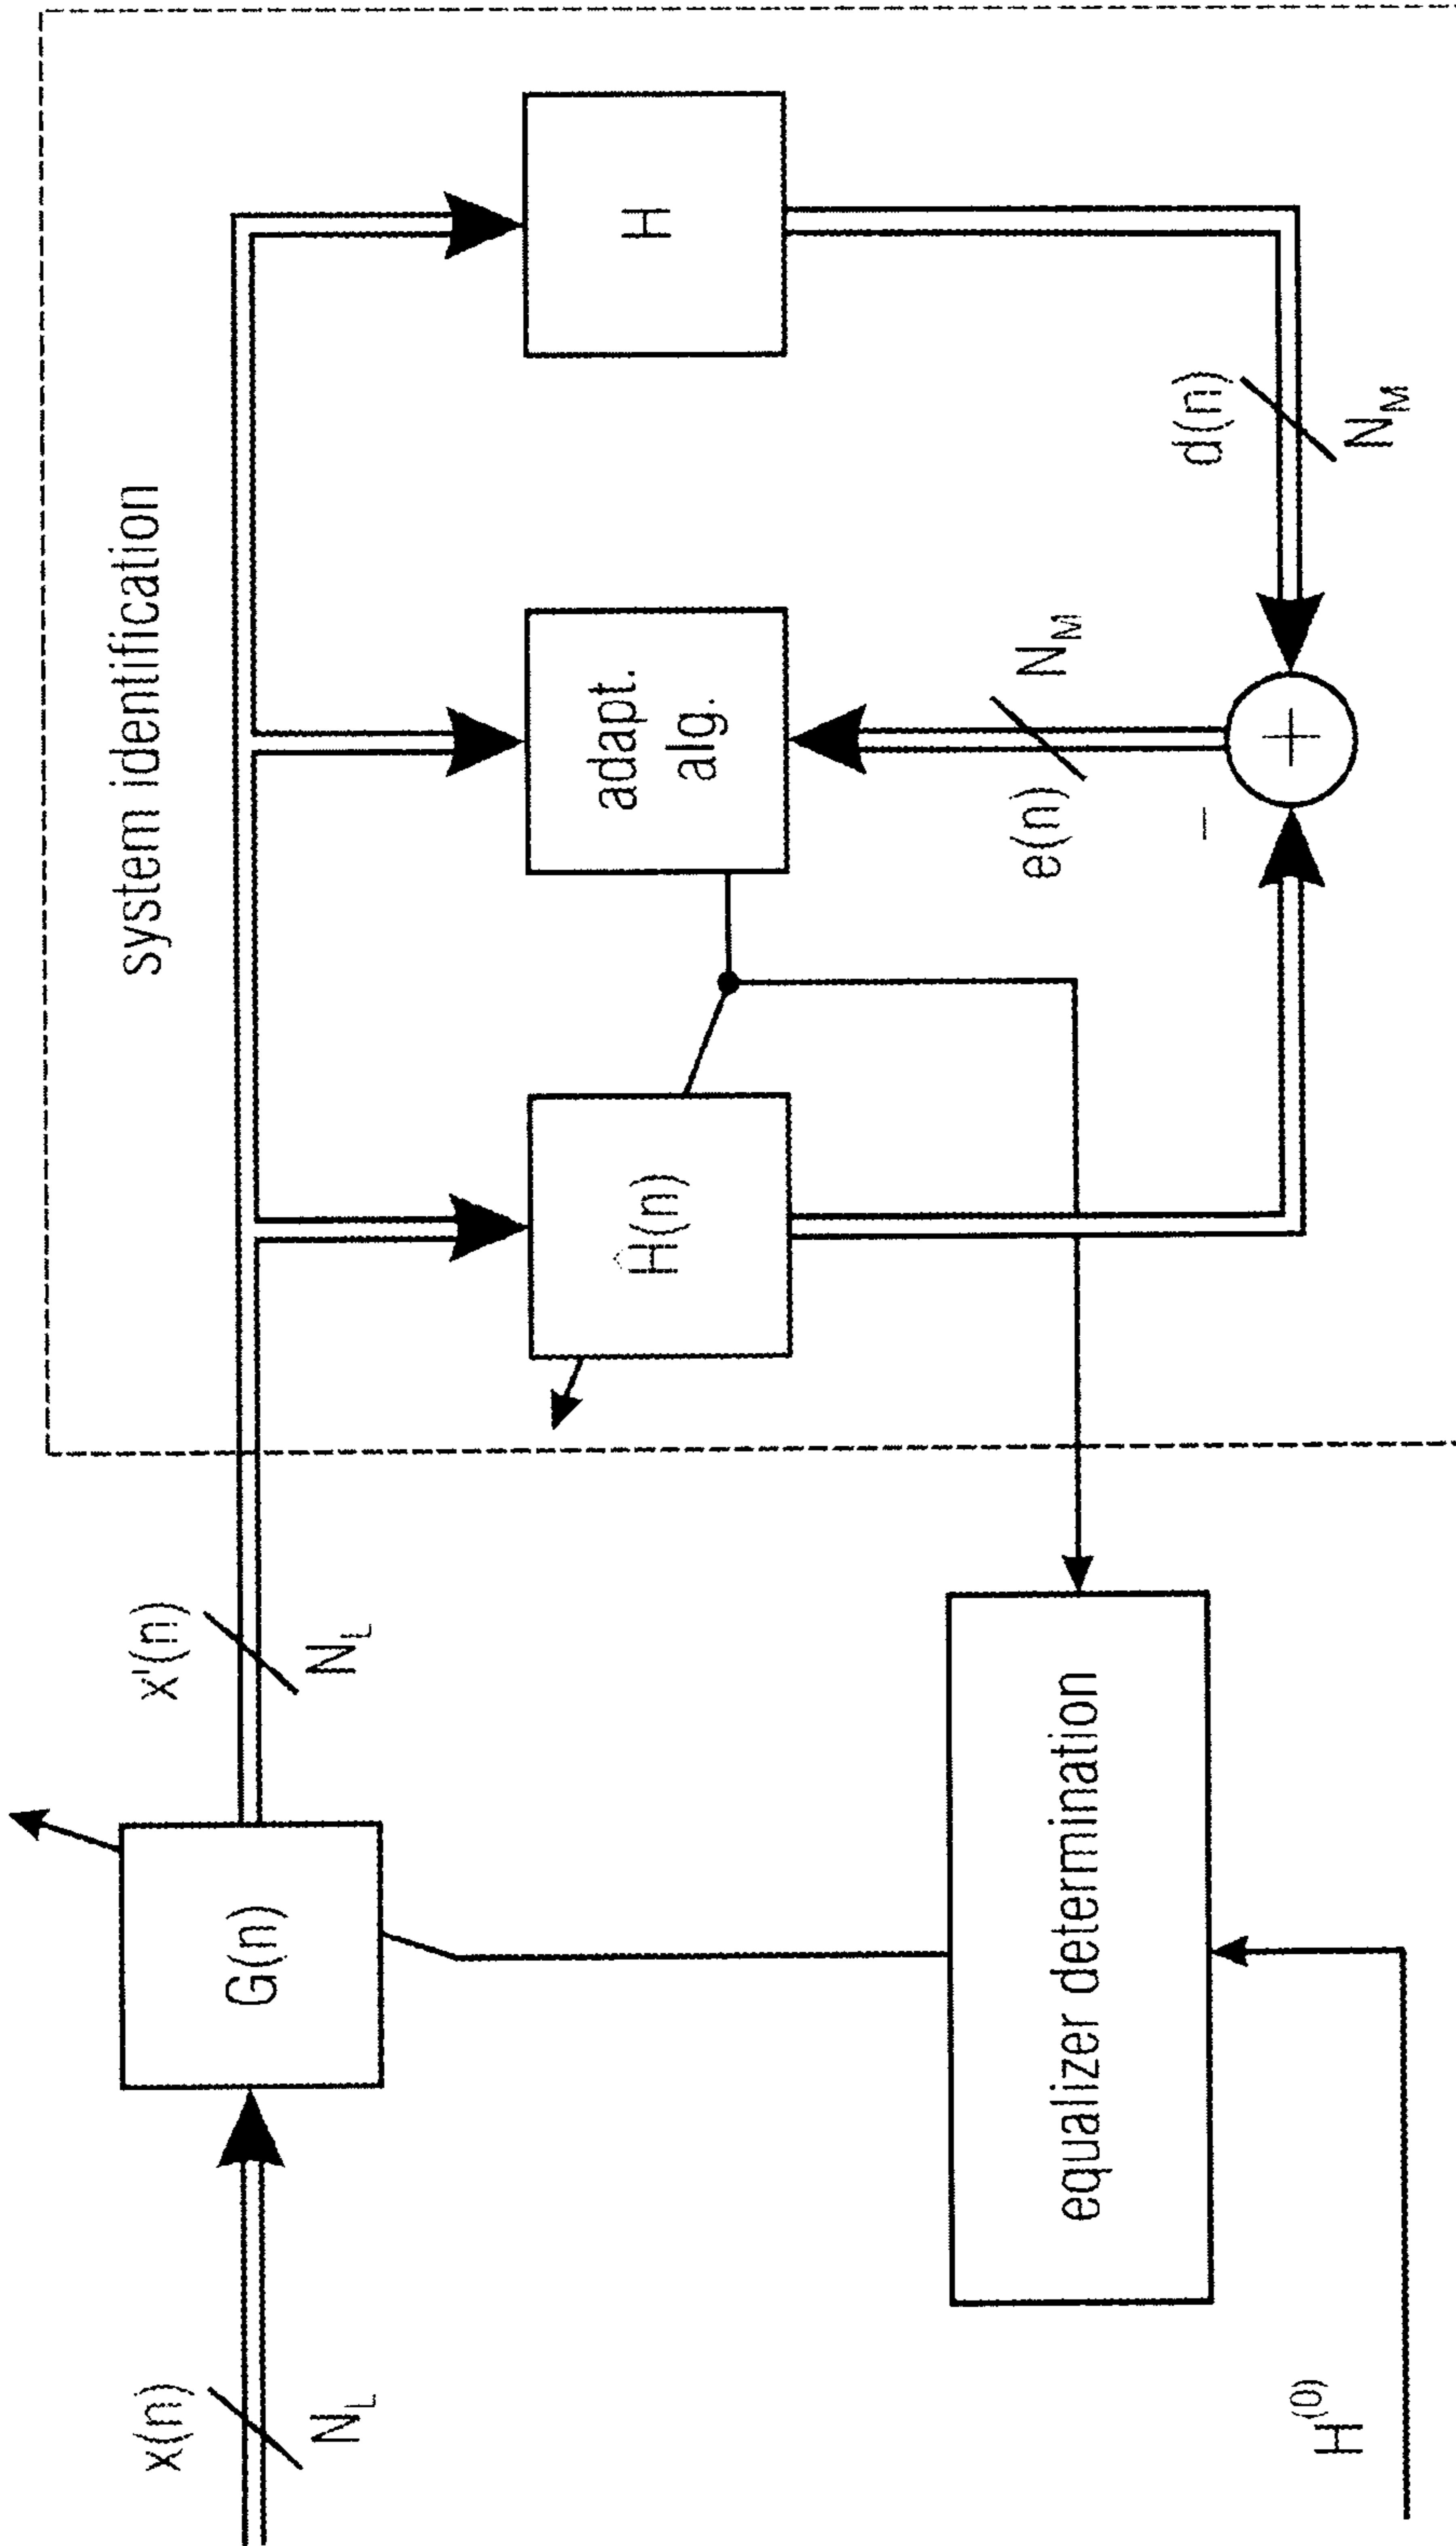 system identification
x(n)
N_L
G(n)
x'(n)
N_L
Ĥ(n)
adapt.
alg.
H
e(n)
N_M
d(n)
N_M
−
+
equalizer determination
H^(0)